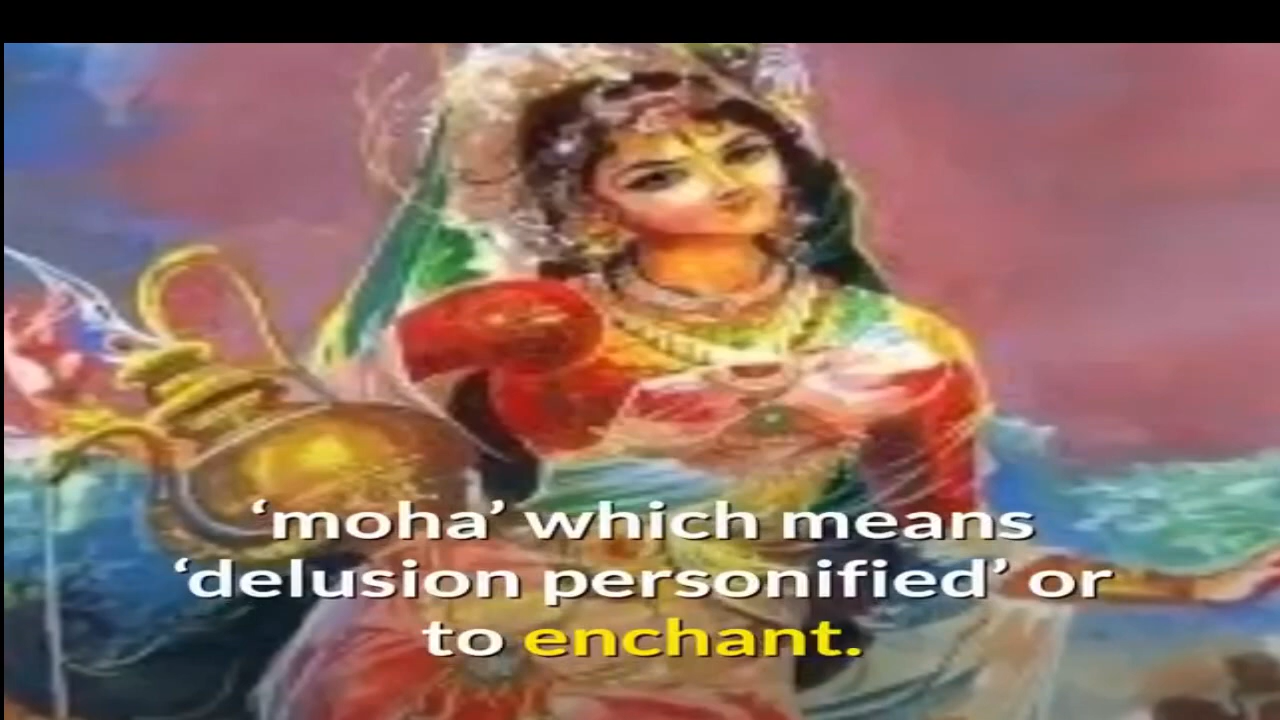 ‘moha’ which means
‘delusion personified’ or
to enchant.